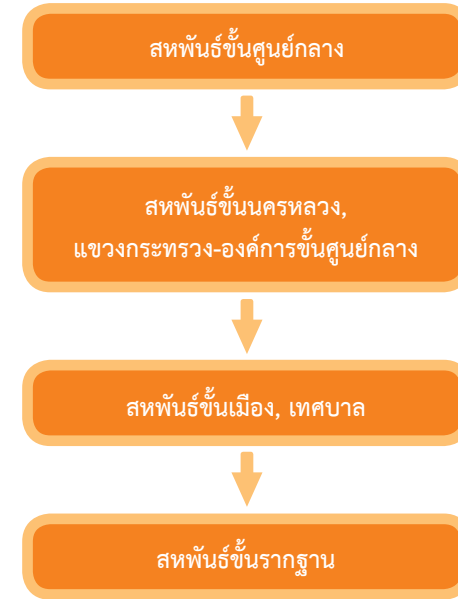 สหพันธ์ขั้นศูนย์กลาง
สหพันธ์ขั้นนครหลวง,
แขวงกระทรวง-องค์การขั้นศูนย์กลาง
สหพันธ์ขั้นเมือง, เทศบาล
สหพันธ์ขั้นรากฐาน